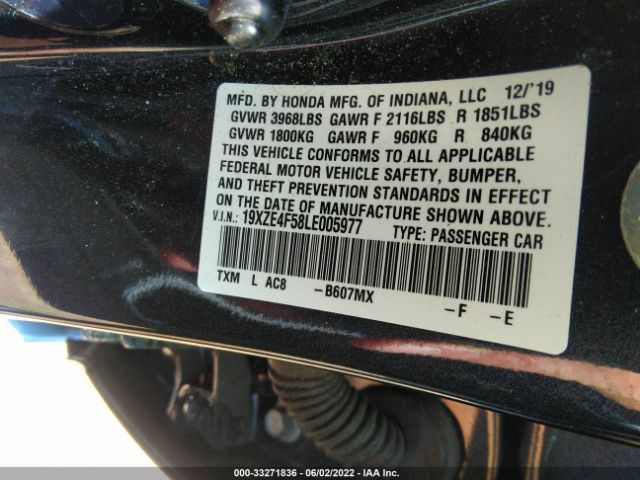 MFD. BY HONDA MFG. OF INDIANA, LLC 12/'19
GVWR 3968LBS GAWR F 2116LBS R 1851LBS
GVWR 1800KG GAWR F 960KG R 840KG
THIS VEHICLE CONFORMS TO ALL APPLICABLE
FEDERAL MOTOR VEHICLE SAFETY, BUMPER,
AND THEFT PREVENTION STANDARDS IN EFFECT
ON THE DATE OF MANUFACTURE SHOWN ABOVE.
V.I.N.: 19XZE4F58LE005977 TYPE: PASSENGER CAR
TXM L AC8 -B607MX -F -E
000-33271836 - 06/02/2022 - IAA Inc.